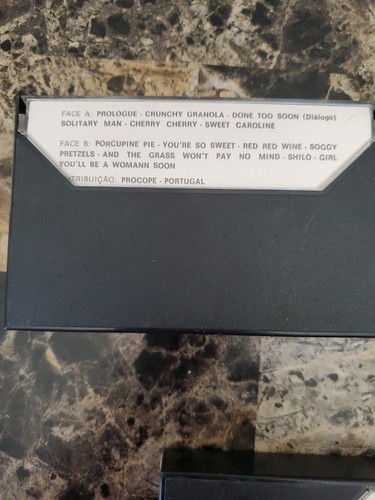 FACE A: PROLOGUE - CRUNCHY GRANOLA - DONE TOO SOON (Diálogo)
SOLITARY MAN - CHERRY CHERRY - SWEET CAROLINE
FACE B: PORCUPINE PIE - YOU'RE SO SWEET - RED RED WINE - SOGGY
PRETZELS - AND THE GRASS WON'T PAY NO MIND - SHILO - GIRL
YOU'LL BE A WOMANN SOON
TRIBUIÇÃO: PROCOPE - PORTUGAL